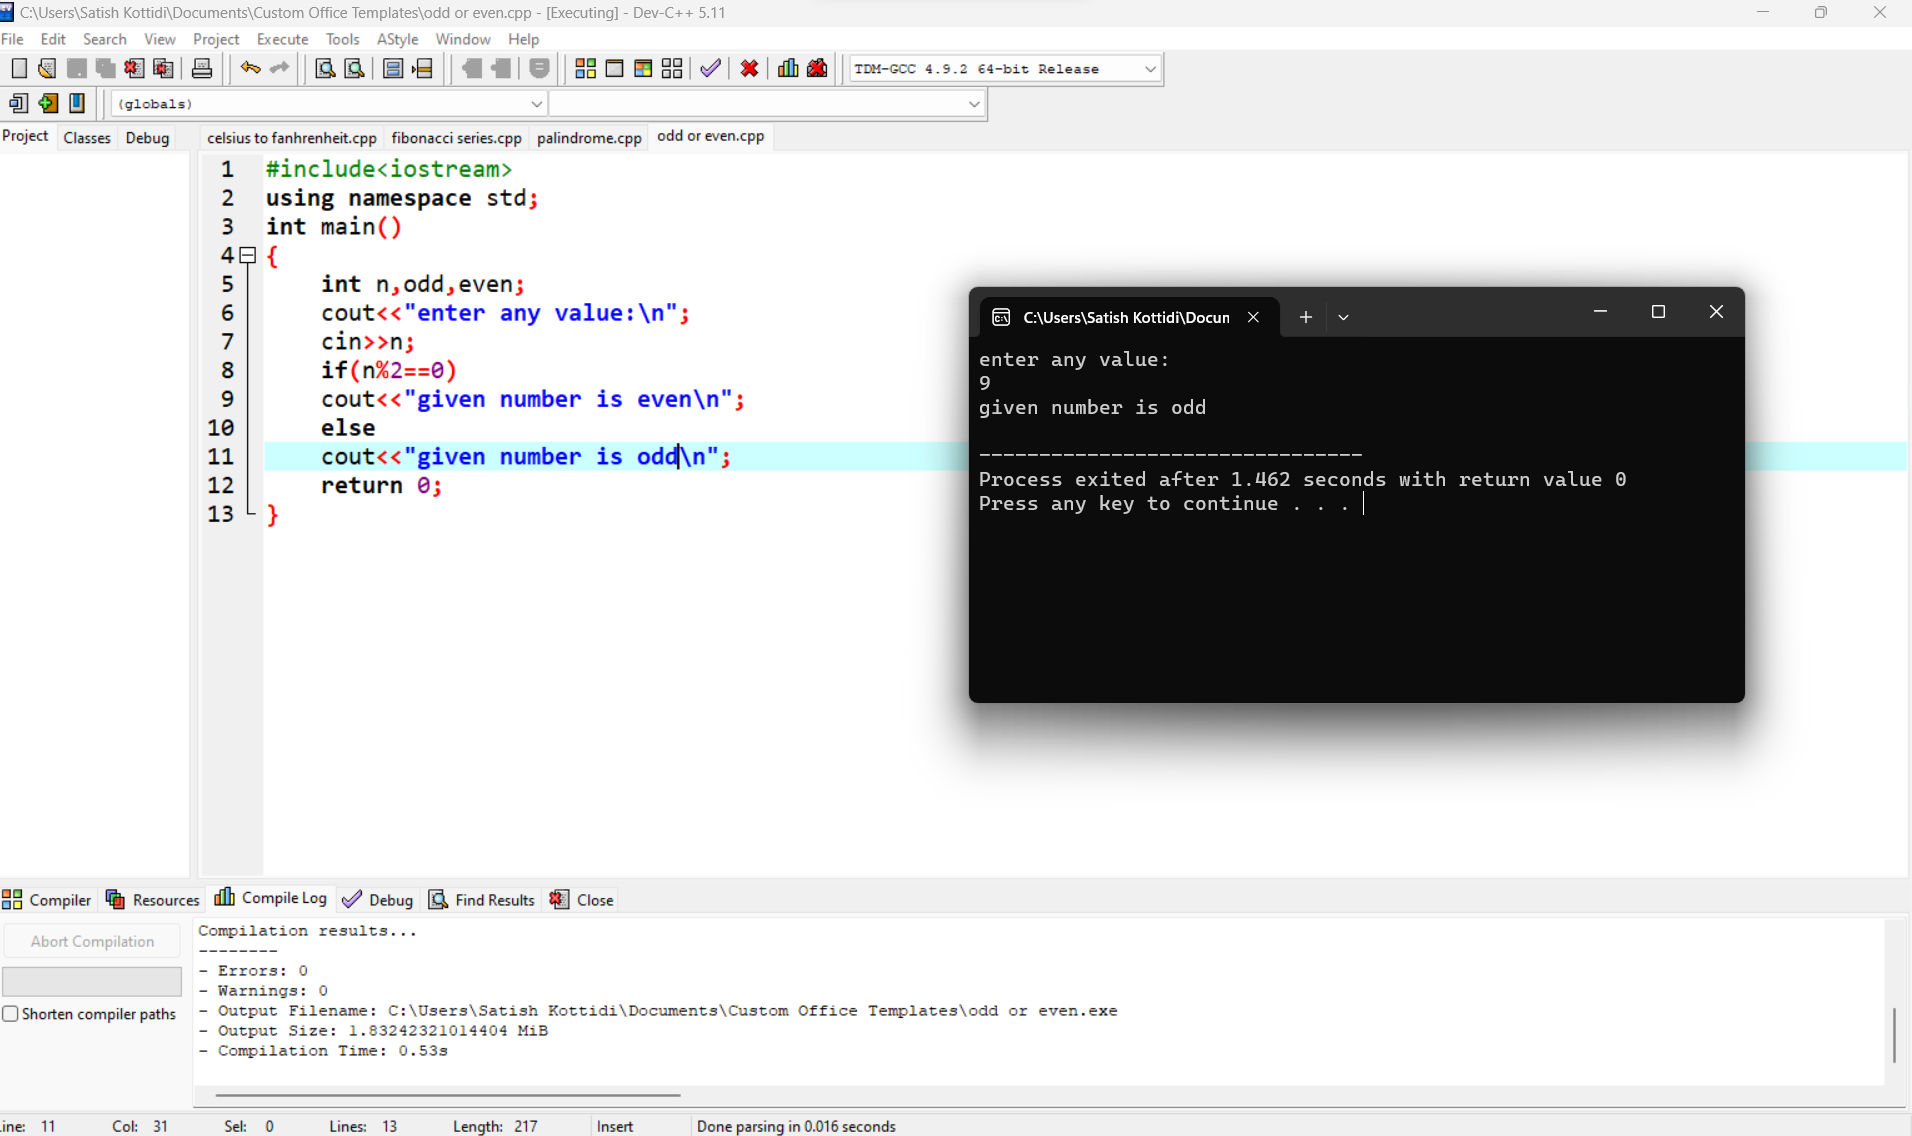 C:\Users\Satish Kottidi\Documents\Custom Office Templates\odd or even.cpp - [Executing] - Dev-C++ 5.11
File Edit Search View Project Execute Tools AStyle Window Help
TDM-GCC 4.9.2 64-bit Release
(globals)
Project Classes Debug
celsius to fanhrenheit.cpp fibonacci series.cpp palindrome.cpp odd or even.cpp
1 #include<iostream>
2 using namespace std;
3 int main()
4 {
5 int n,odd,even;
6 cout<<"enter any value:\n";
7 cin>>n;
8 if(n%2==0)
9 cout<<"given number is even\n";
10 else
11 cout<<"given number is odd\n";
12 return 0;
13 }
C:\Users\Satish Kottidi\Docun
enter any value:
9
given number is odd
--------------------------------
Process exited after 1.462 seconds with return value 0
Press any key to continue . . .
Compiler Resources Compile Log Debug Find Results Close
Abort Compilation
Shorten compiler paths
Compilation results...
--------
- Errors: 0
- Warnings: 0
- Output Filename: C:\Users\Satish Kottidi\Documents\Custom Office Templates\odd or even.exe
- Output Size: 1.83242321014404 MiB
- Compilation Time: 0.53s
ine: 11 Col: 31 Sel: 0 Lines: 13 Length: 217 Insert Done parsing in 0.016 seconds